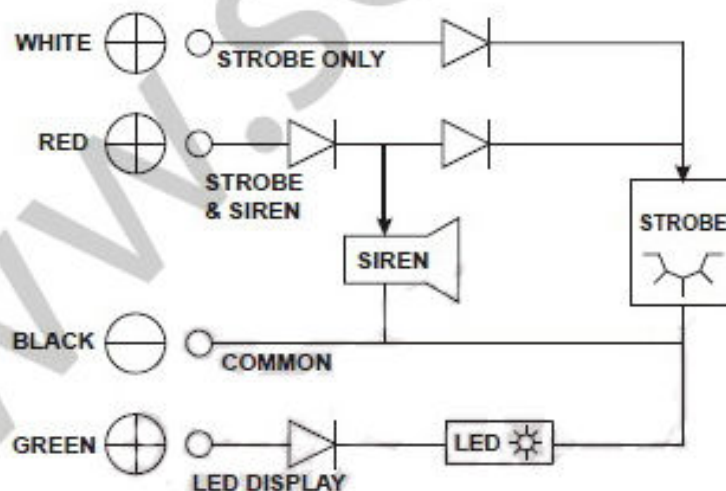 WHITE
STROBE ONLY
RED
STROBE
& SIREN
STROBE
SIREN
BLACK
COMMON
GREEN
LED
LED DISPLAY